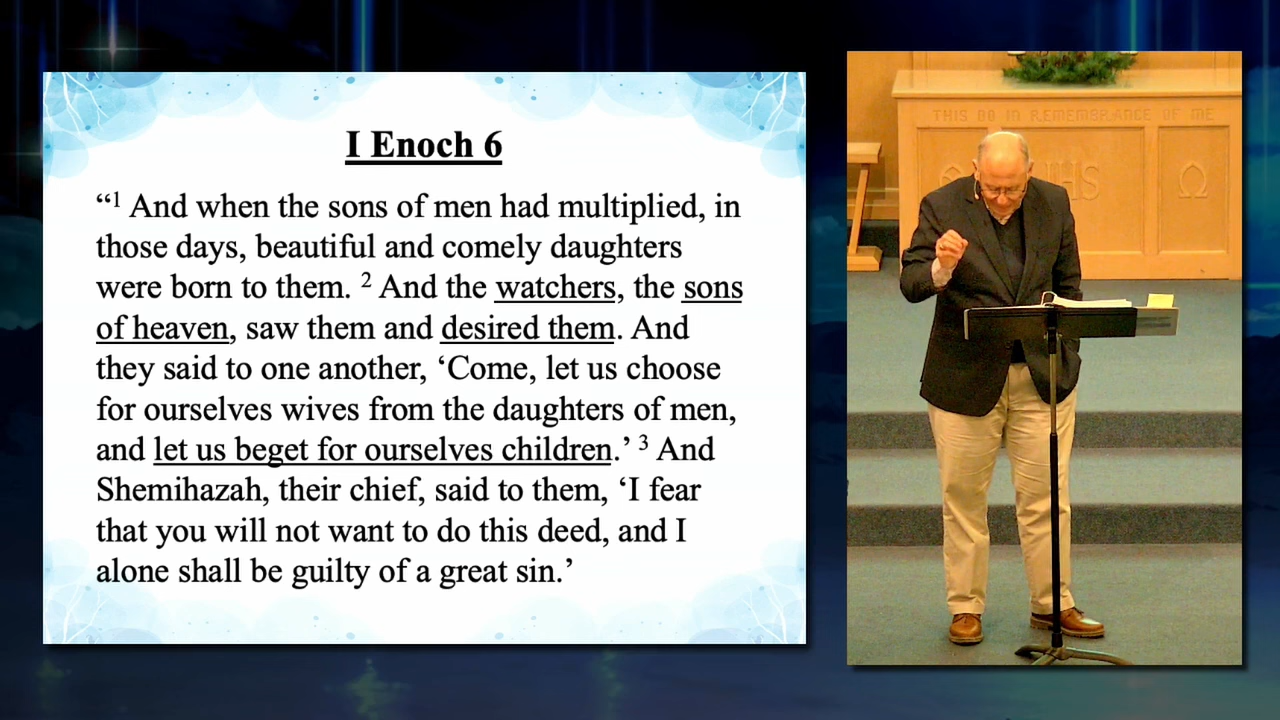 I Enoch 6
“¹ And when the sons of men had multiplied, in
those days, beautiful and comely daughters
were born to them. ² And the watchers, the sons
of heaven, saw them and desired them. And
they said to one another, ‘Come, let us choose
for ourselves wives from the daughters of men,
and let us beget for ourselves children.’ ³ And
Shemihazah, their chief, said to them, ‘I fear
that you will not want to do this deed, and I
alone shall be guilty of a great sin.’
THIS DO IN REMEMBRANCE OF ME
IHS
Ω